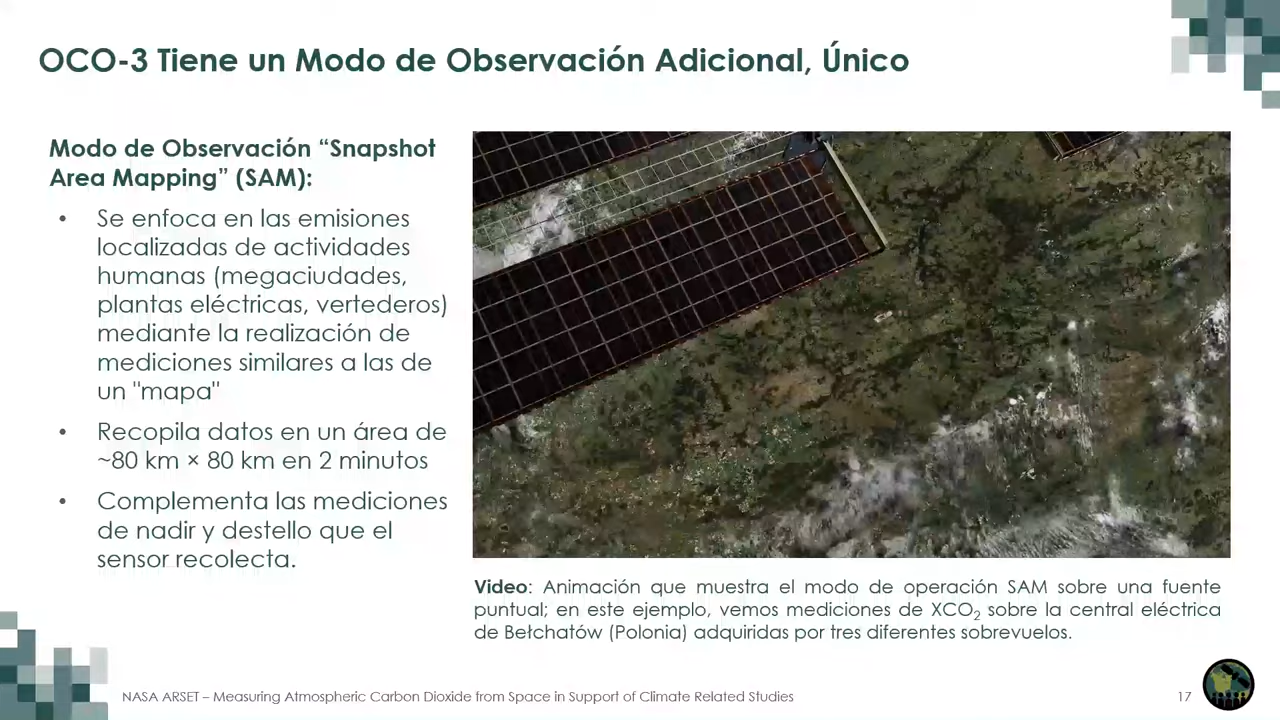 OCO-3 Tiene un Modo de Observación Adicional, Único
Modo de Observación “Snapshot
Area Mapping” (SAM):
• Se enfoca en las emisiones
localizadas de actividades
humanas (megaciudades,
plantas eléctricas, vertederos)
mediante la realización de
mediciones similares a las de
un "mapa"
• Recopila datos en un área de
~80 km × 80 km en 2 minutos
• Complementa las mediciones
de nadir y destello que el
sensor recolecta.
Video: Animación que muestra el modo de operación SAM sobre una fuente
puntual; en este ejemplo, vemos mediciones de XCO₂ sobre la central eléctrica
de Bełchatów (Polonia) adquiridas por tres diferentes sobrevuelos.
NASA ARSET – Measuring Atmospheric Carbon Dioxide from Space in Support of Climate Related Studies
17